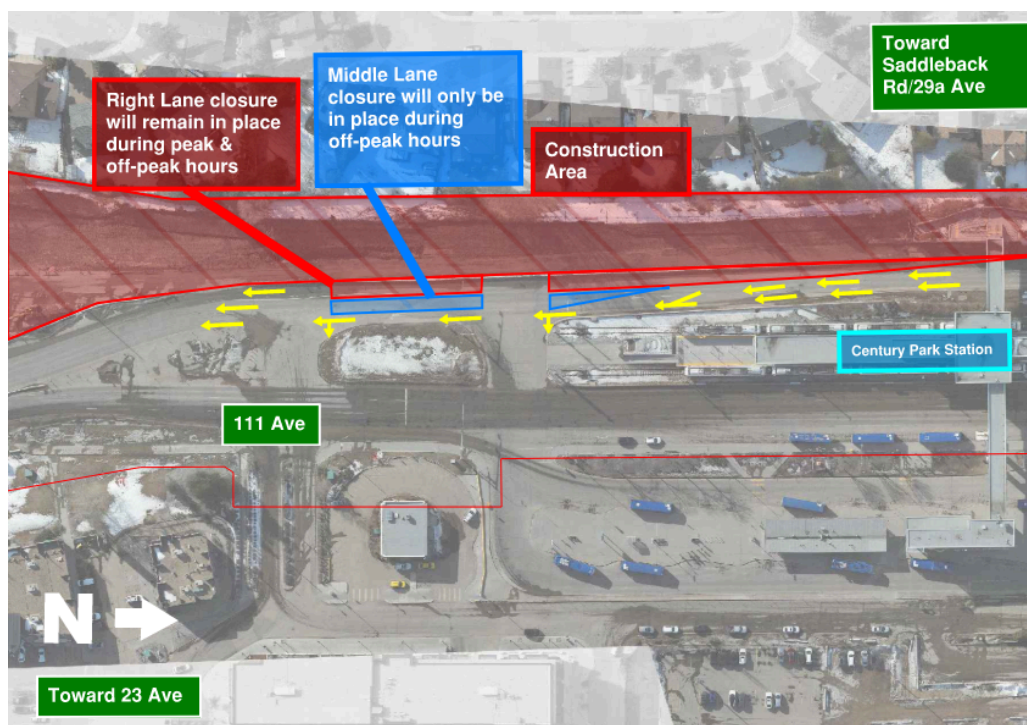 Toward
Saddleback
Rd/29a Ave
Middle Lane
closure will only be
in place during
off-peak hours
Right Lane closure
will remain in place
during peak &
off-peak hours
Construction
Area
Century Park Station
111 Ave
N
Toward 23 Ave